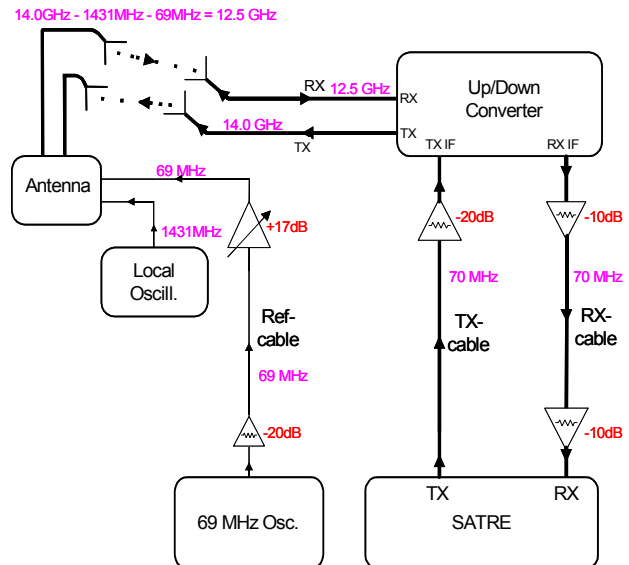 14.0GHz - 1431MHz - 69MHz = 12.5 GHz
RX
12.5 GHz
RX
Up/Down
Converter
14.0 GHz
TX
TX
TX IF
RX IF
Antenna
69 MHz
1431MHz
+17dB
-20dB
-10dB
Local
Oscill.
70 MHz
70 MHz
Ref-
cable
TX-
cable
RX-
cable
69 MHz
-20dB
-10dB
69 MHz Osc.
TX
RX
SATRE